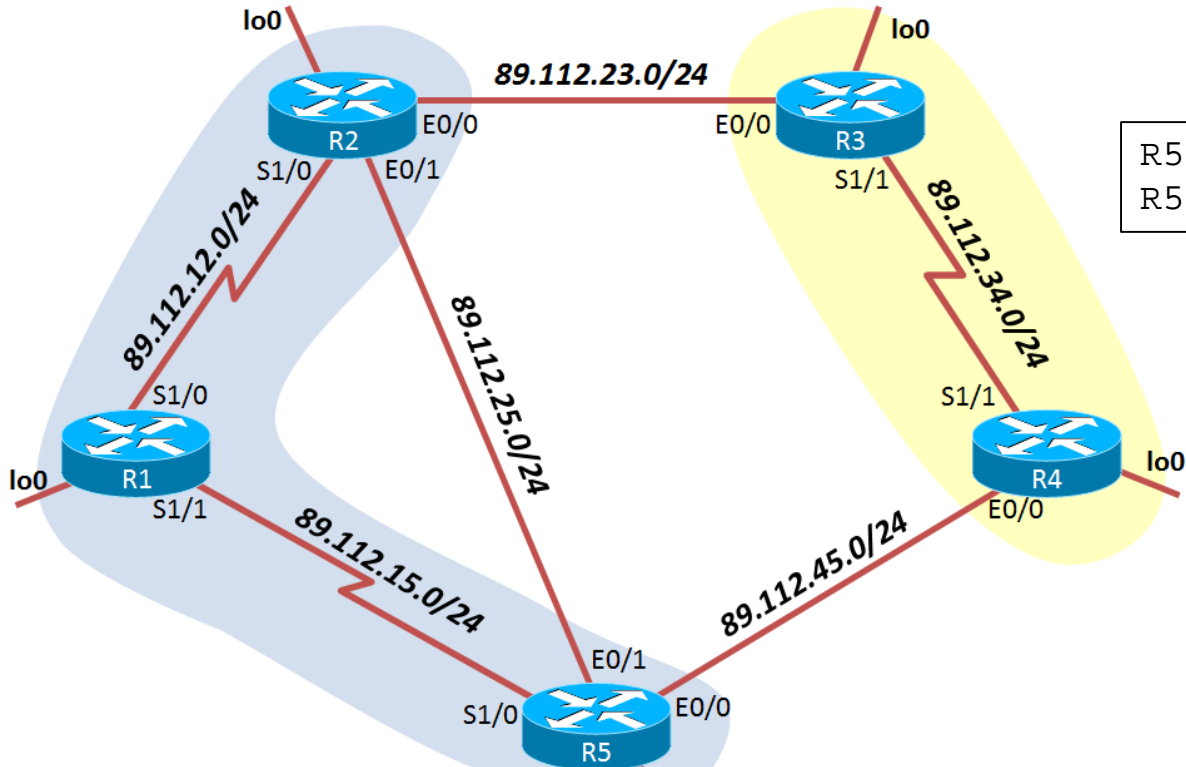 lo0
lo0
89.112.23.0/24
R2
E0/0
E0/0
R3
S1/0
E0/1
S1/1
R5
R5
89.112.12.0/24
89.112.34.0/24
89.112.25.0/24
S1/0
S1/1
R1
lo0
S1/1
R4
lo0
E0/0
89.112.15.0/24
89.112.45.0/24
E0/1
S1/0
E0/0
R5